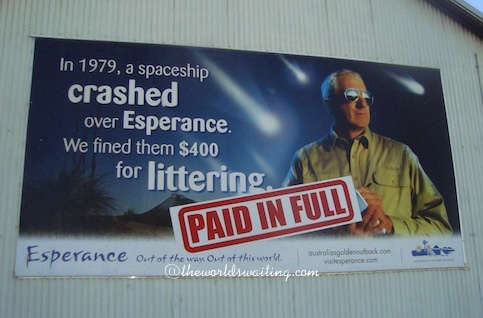 In 1979, a spaceship
crashed
over Esperance.
We fined them $400
for littering.
PAID IN FULL
Esperance
Out of the way. Out of this world.
australiasgoldenoutback.com
visitesperance.com
@theworldswaiting.com